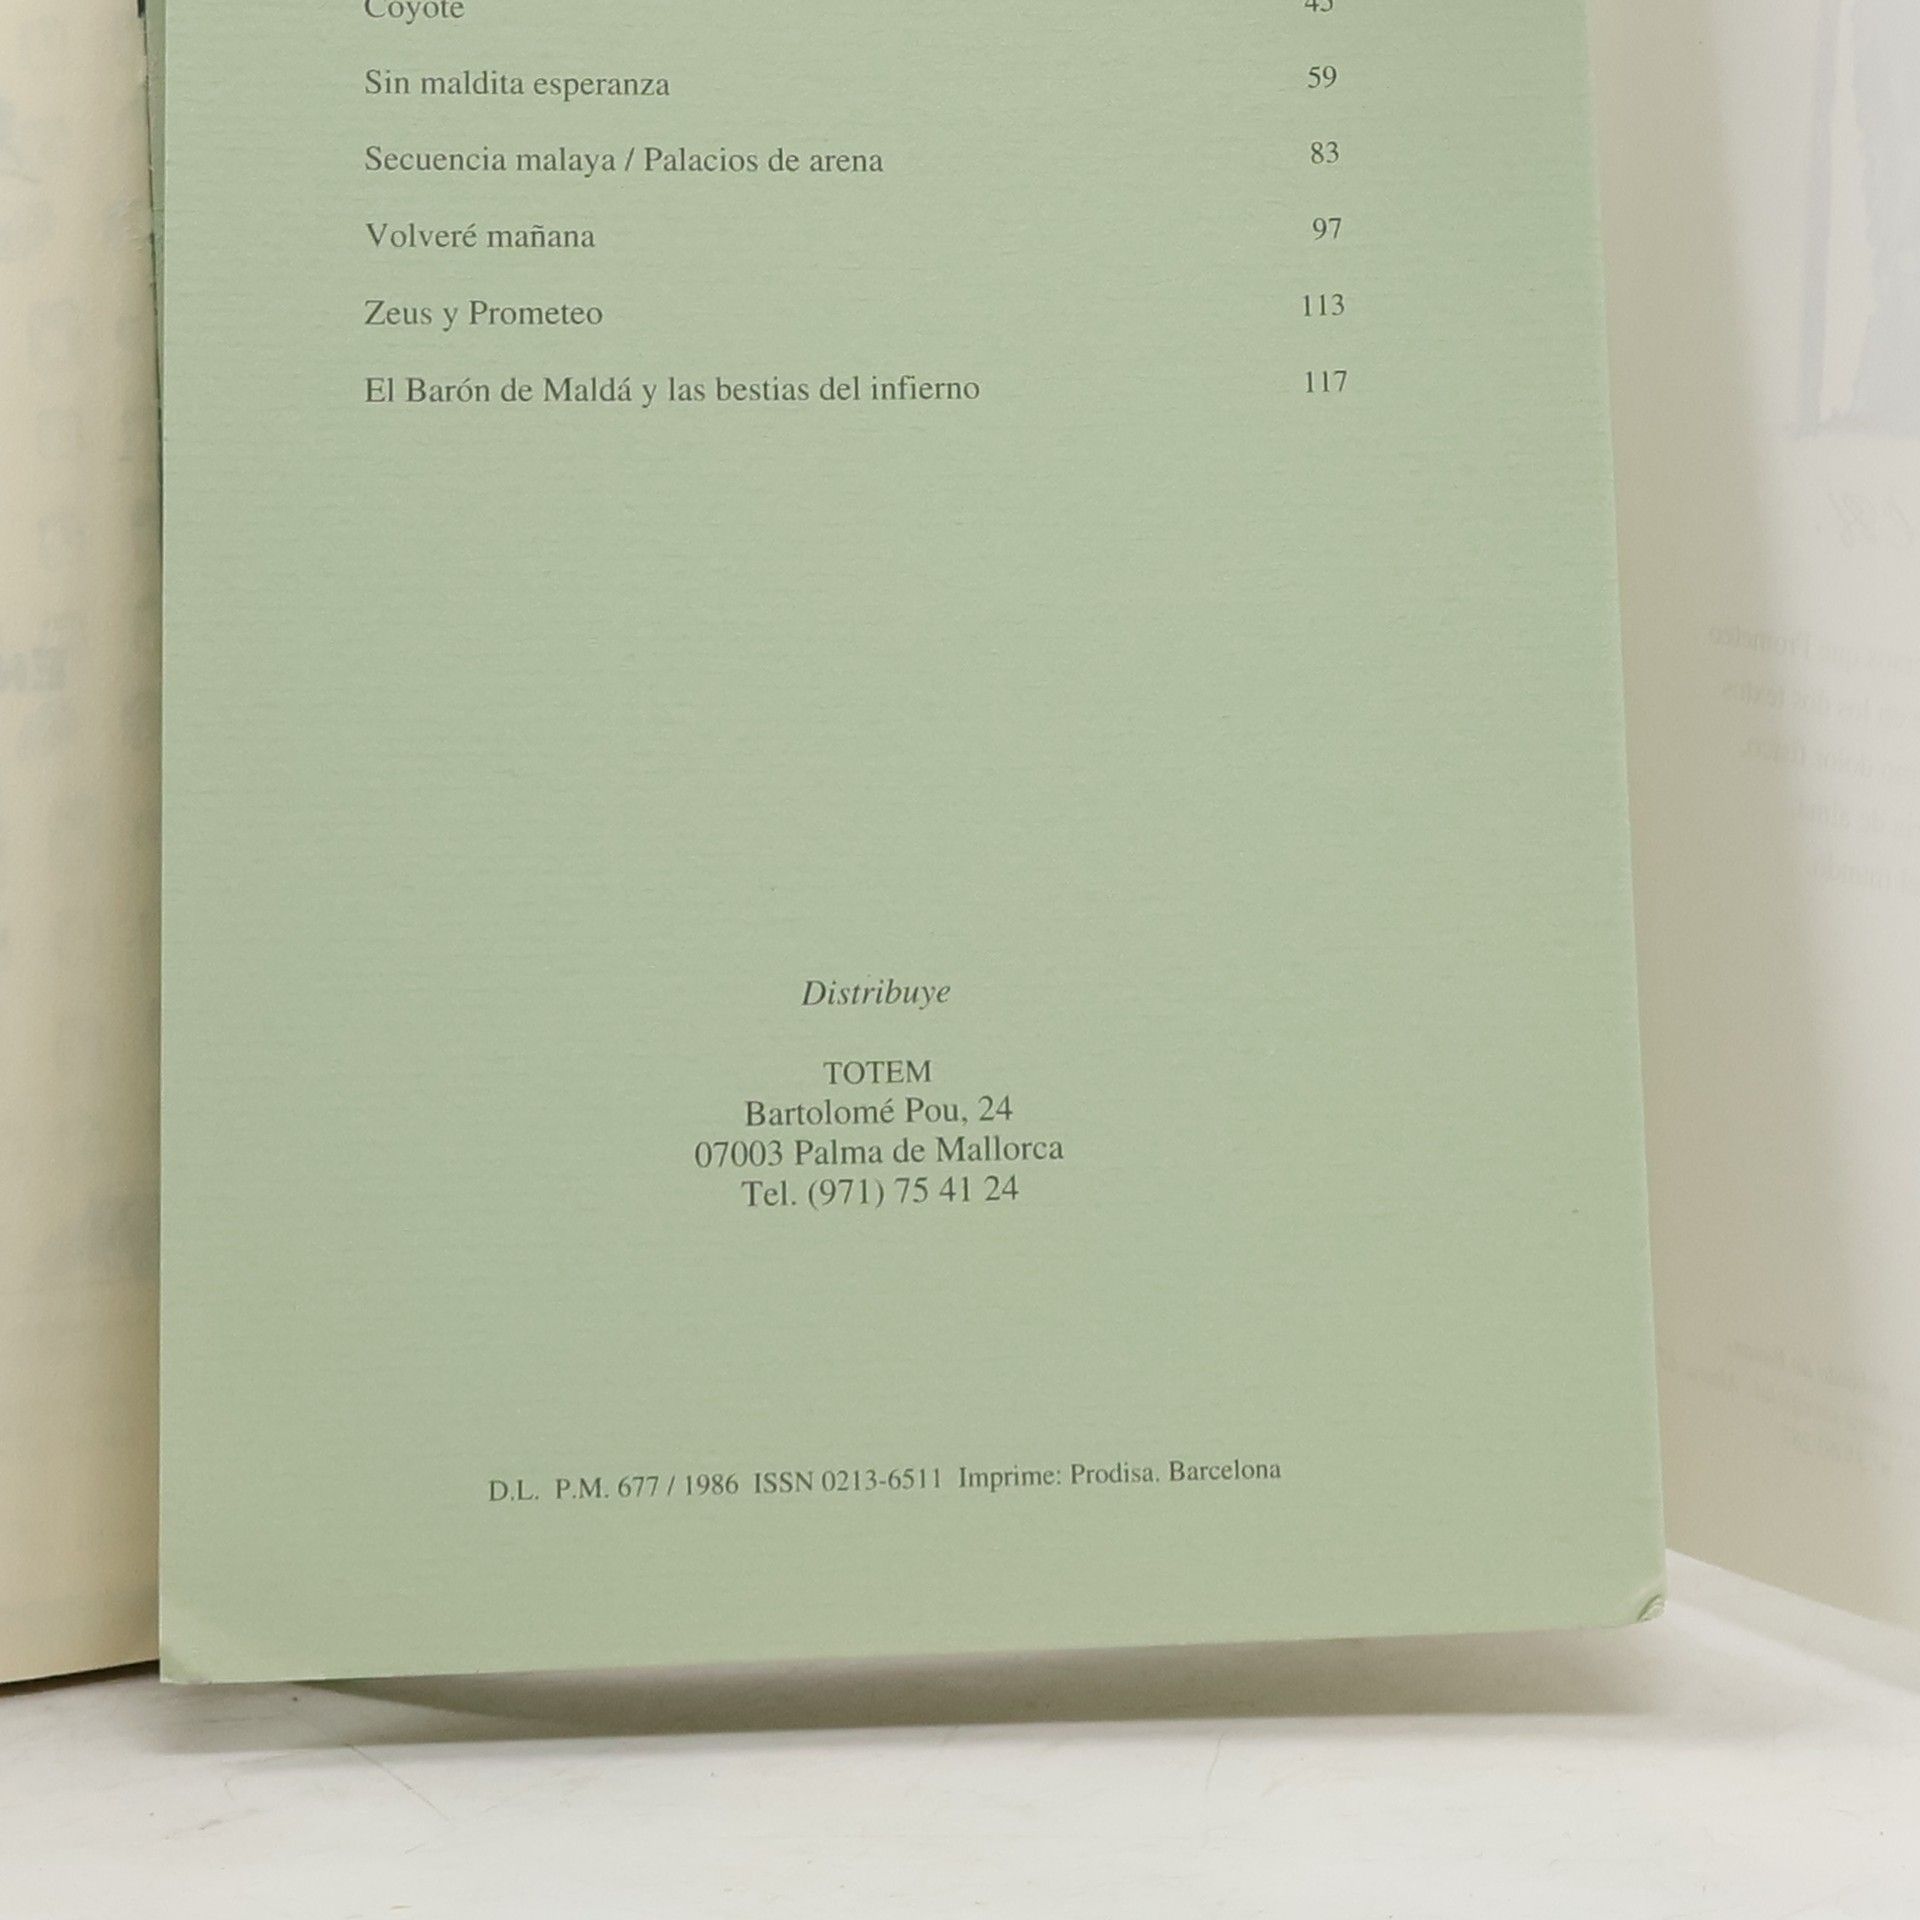 Coyote 45
Sin maldita esperanza 59
Secuencia malaya / Palacios de arena 83
Volveré mañana 97
Zeus y Prometeo 113
El Barón de Maldá y las bestias del infierno 117
Distribuye
TOTEM
Bartolomé Pou, 24
07003 Palma de Mallorca
Tel. (971) 75 41 24
D.L. P.M. 677 / 1986 ISSN 0213-6511 Imprime: Prodisa. Barcelona